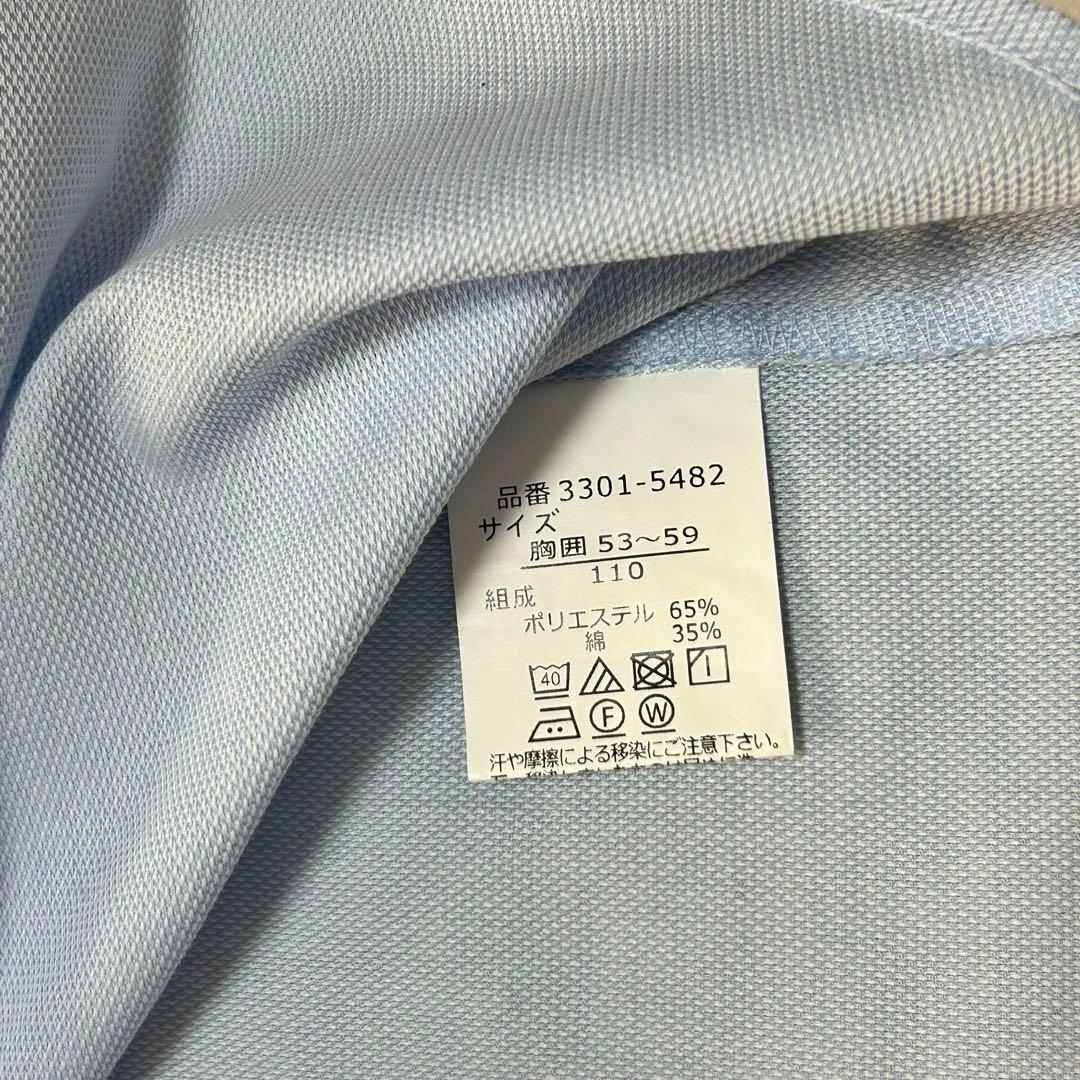 品番 3301-5482
サイズ
胸囲 53～59
110
組成
ポリエステル 65%
綿 35%
40
F W
汗や摩擦による移染にご注意下さい。